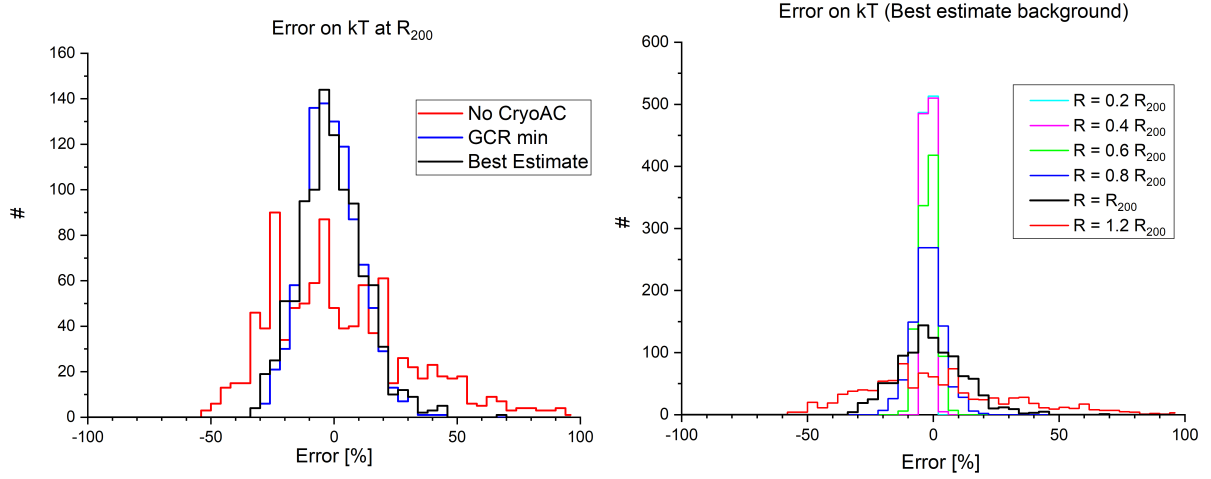 Error on kT at R200
160
140
120
100
80
60
40
20
0
#
-100
-50
0
50
100
Error [%]
No CryoAC
GCR min
Best Estimate
Error on kT (Best estimate background)
600
500
400
300
200
100
0
#
-100
-50
0
50
100
Error [%]
R = 0.2 R200
R = 0.4 R200
R = 0.6 R200
R = 0.8 R200
R = R200
R = 1.2 R200